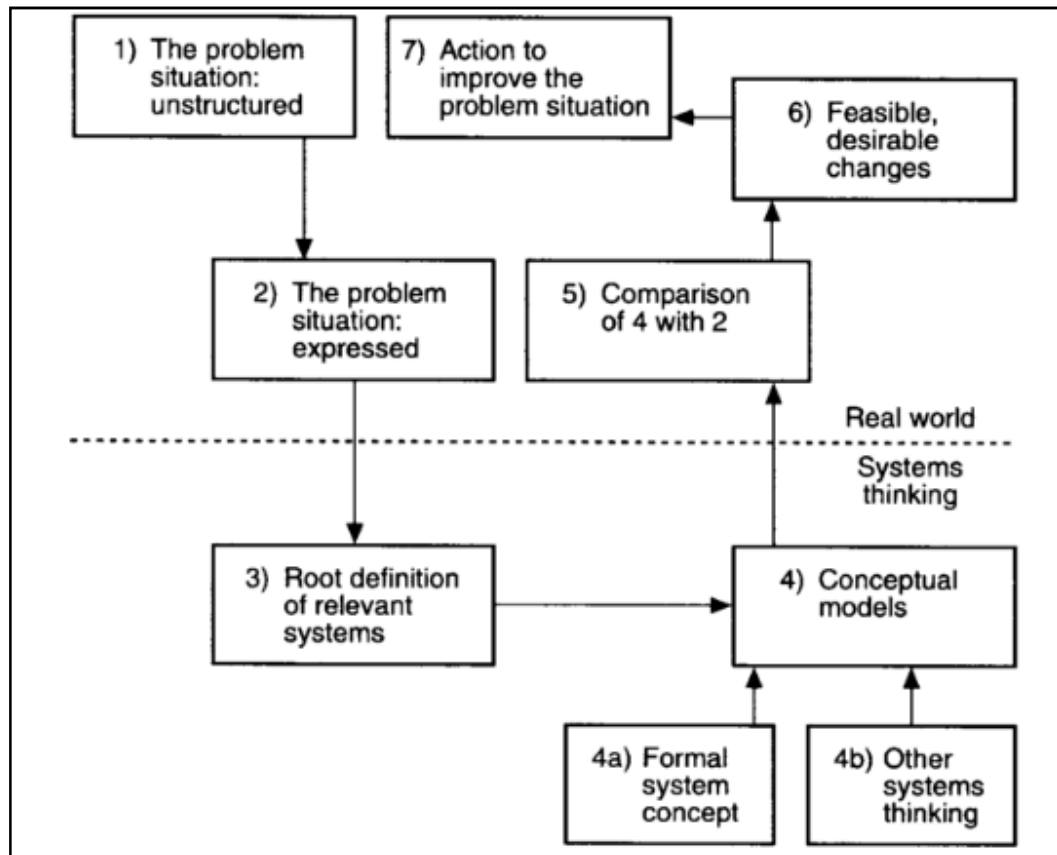 1) The problem
situation:
unstructured
7) Action to
improve the
problem situation
6) Feasible,
desirable
changes
2) The problem
situation:
expressed
5) Comparison
of 4 with 2
Real world
Systems
thinking
3) Root definition
of relevant
systems
4) Conceptual
models
4a) Formal
system
concept
4b) Other
systems
thinking